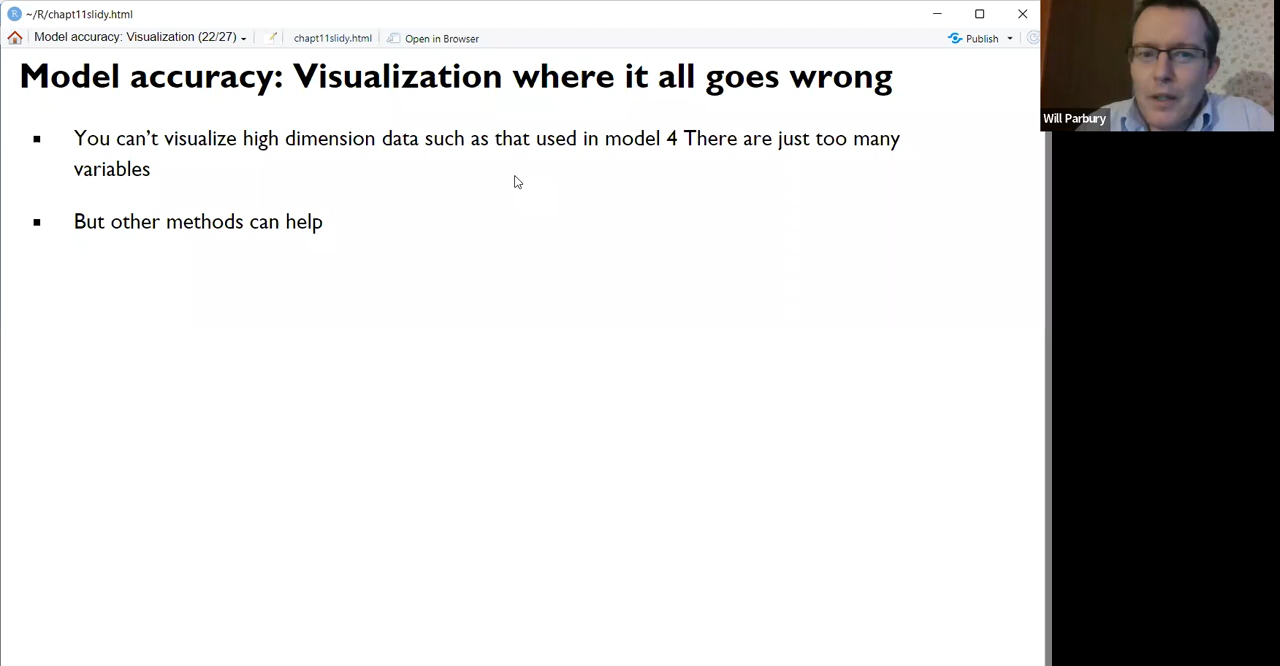 ~/R/chapt11slidy.html
Model accuracy: Visualization (22/27) chapt11slidy.html Open in Browser Publish
Model accuracy: Visualization where it all goes wrong
You can't visualize high dimension data such as that used in model 4 There are just too many
variables
But other methods can help
Will Parbury